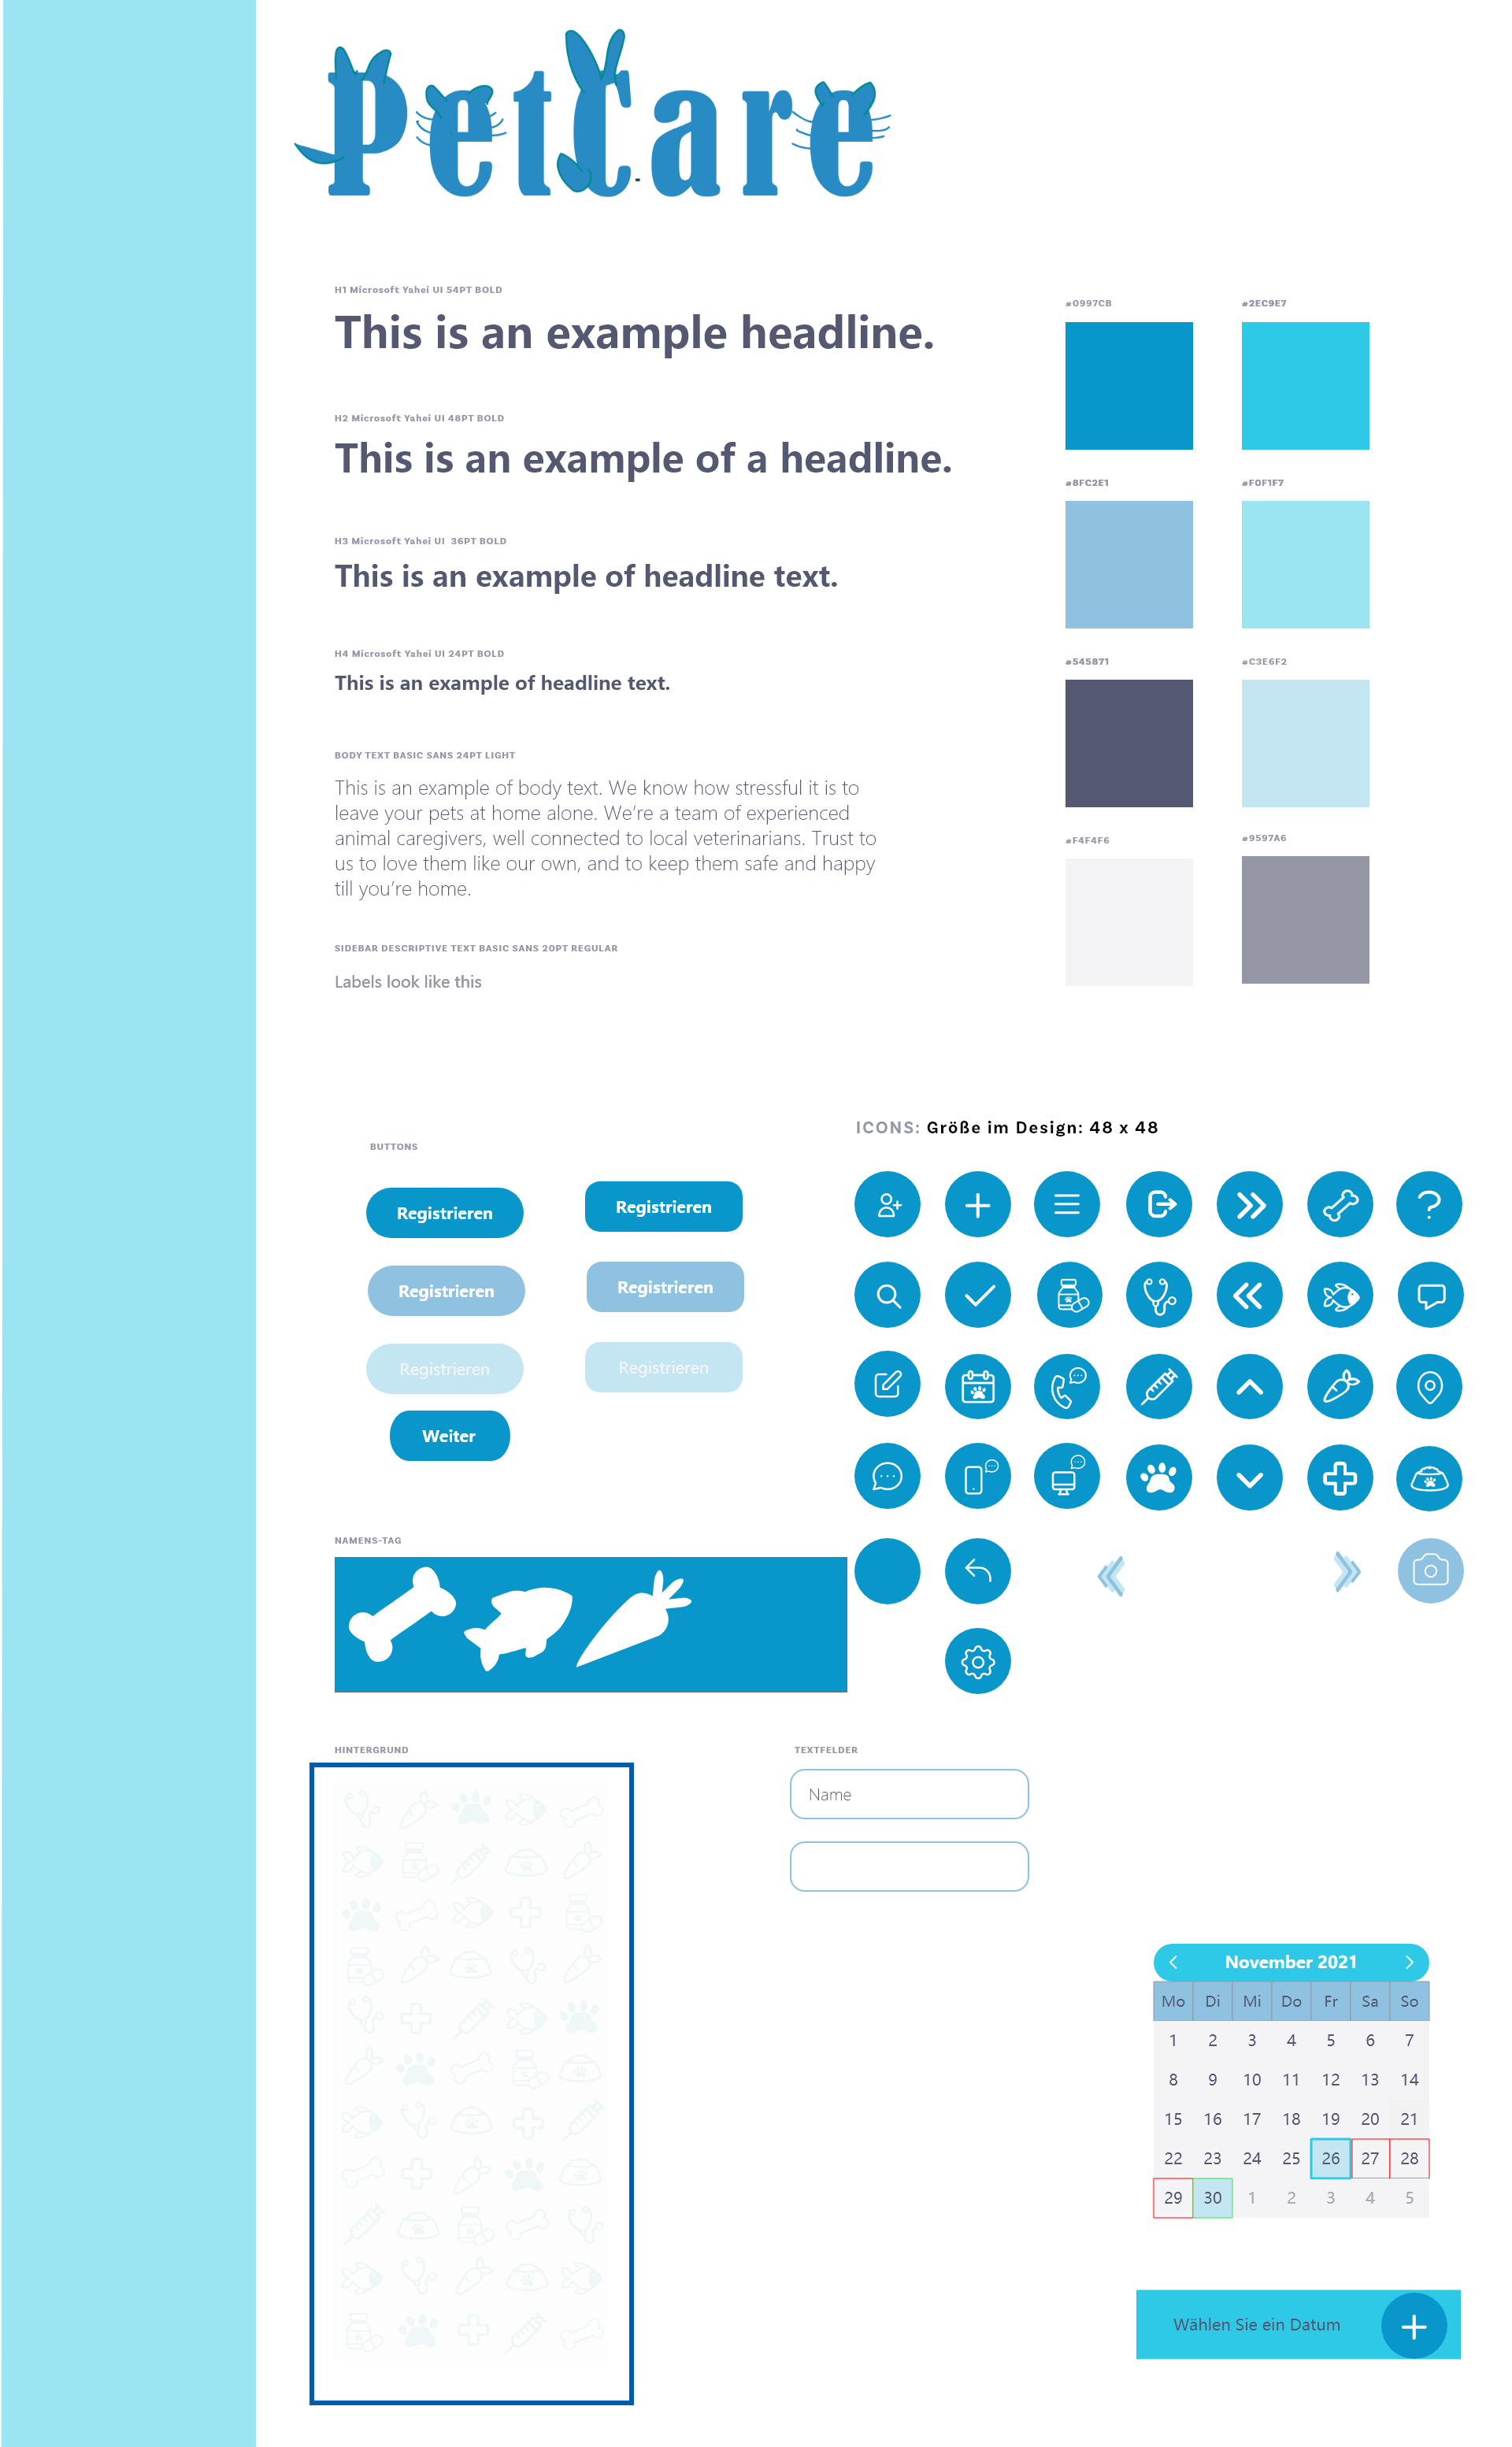 PetCare
H1 Microsoft Yahei UI 54PT BOLD
This is an example headline.
H2 Microsoft Yahei UI 48PT BOLD
This is an example of a headline.
H3 Microsoft Yahei UI 36PT BOLD
This is an example of headline text.
H4 Microsoft Yahei UI 24PT BOLD
This is an example of headline text.
BODY TEXT BASIC SANS 24PT LIGHT
This is an example of body text. We know how stressful it is to
leave your pets at home alone. We’re a team of experienced
animal caregivers, well connected to local veterinarians. Trust to
us to love them like our own, and to keep them safe and happy
till you’re home.
SIDEBAR DESCRIPTIVE TEXT BASIC SANS 20PT REGULAR
Labels look like this
#0997CB
#2EC9E7
#8FC2E1
#F0F1F7
#545871
#C3E6F2
#F4F4F6
#9597A6
BUTTONS
Registrieren
Registrieren
Registrieren
Registrieren
Registrieren
Registrieren
Weiter
ICONS: Größe im Design: 48 x 48
NAMENS-TAG
HINTERGRUND
TEXTFELDER
Name
November 2021
Mo Di Mi Do Fr Sa So
1 2 3 4 5 6 7
8 9 10 11 12 13 14
15 16 17 18 19 20 21
22 23 24 25 26 27 28
29 30 1 2 3 4 5
Wählen Sie ein Datum